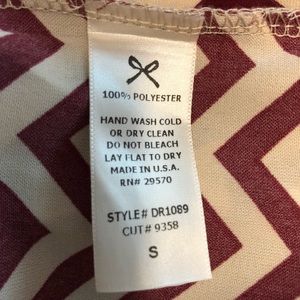 100% POLYESTER
HAND WASH COLD
OR DRY CLEAN
DO NOT BLEACH
LAY FLAT TO DRY
MADE IN U.S.A.
RN# 29570
STYLE# DR1089
CUT# 9358
S